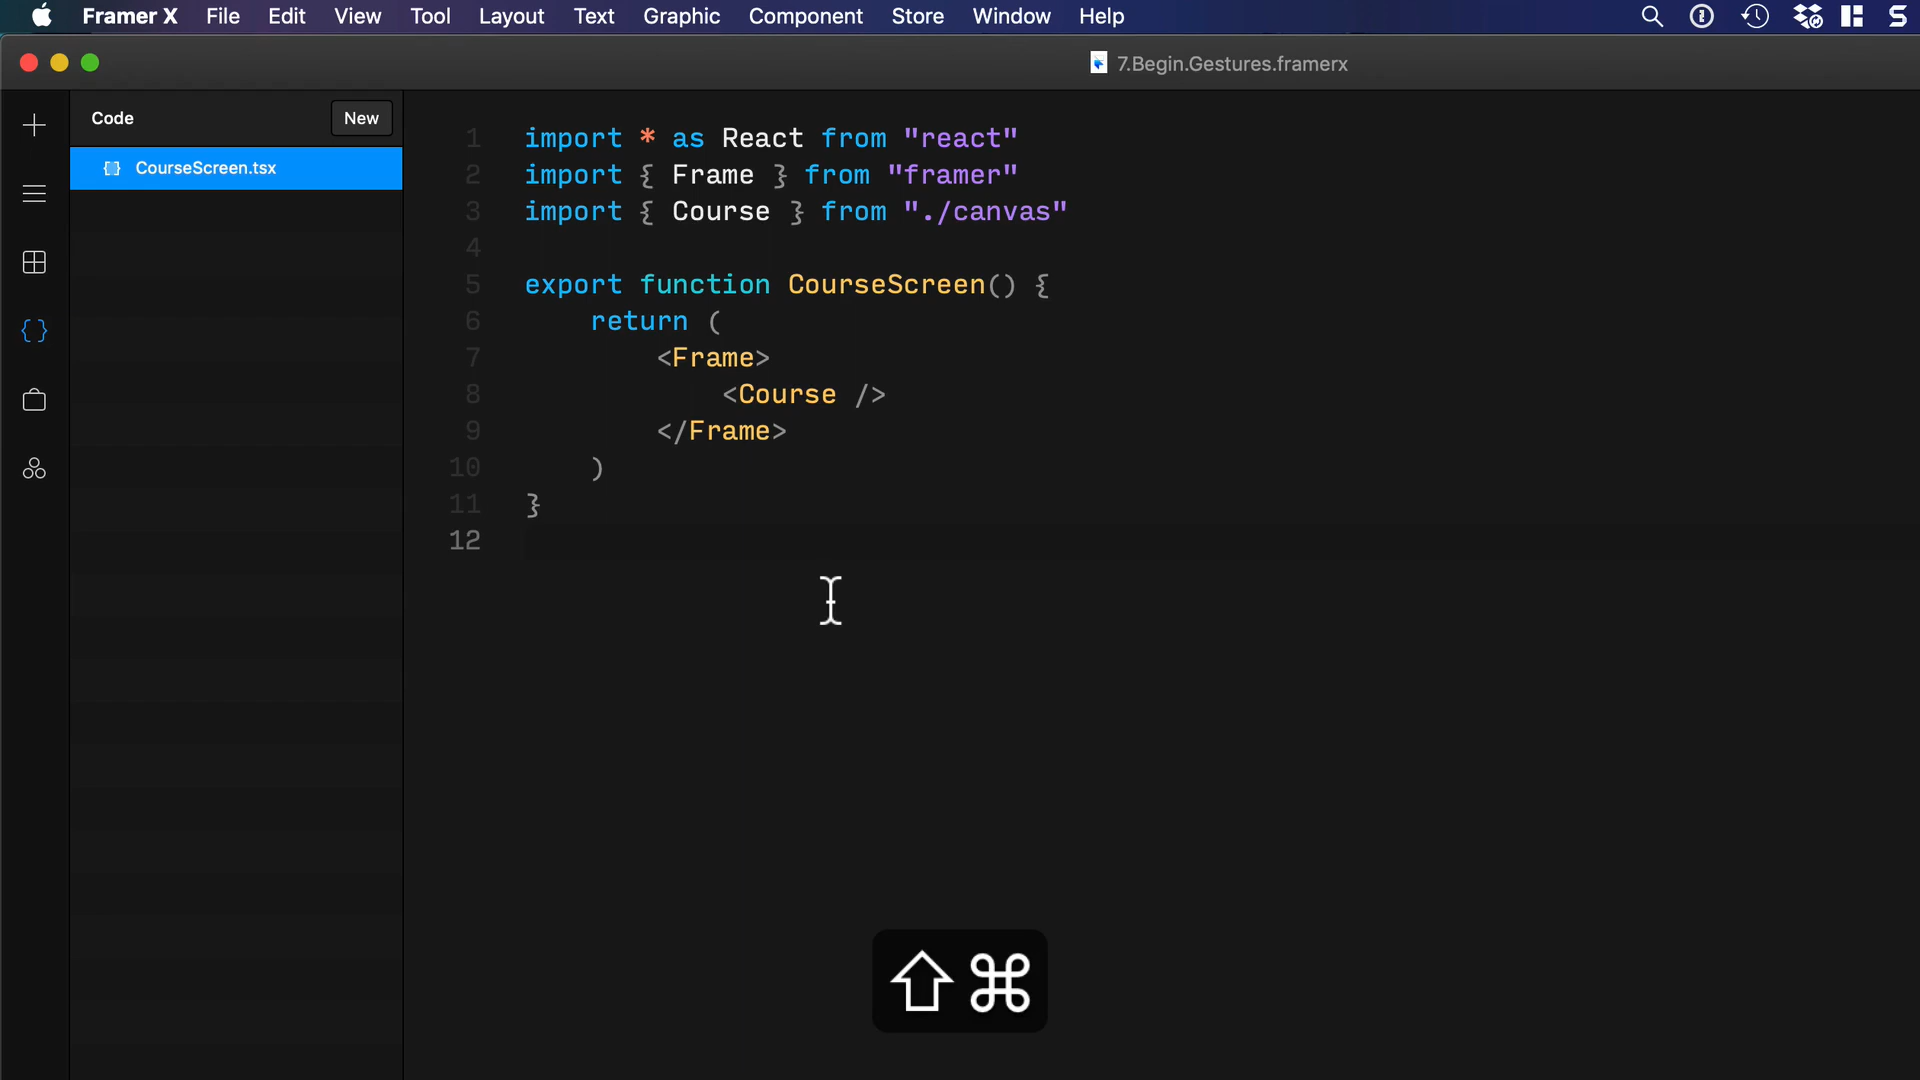 Framer X File Edit View Tool Layout Text Graphic Component Store Window Help
7.Begin.Gestures.framerx
Code New
CourseScreen.tsx
1 import * as React from "react"
2 import { Frame } from "framer"
3 import { Course } from "./canvas"
4
5 export function CourseScreen() {
6 return (
7 <Frame>
8 <Course />
9 </Frame>
10 )
11 }
12
⇧ ⌘